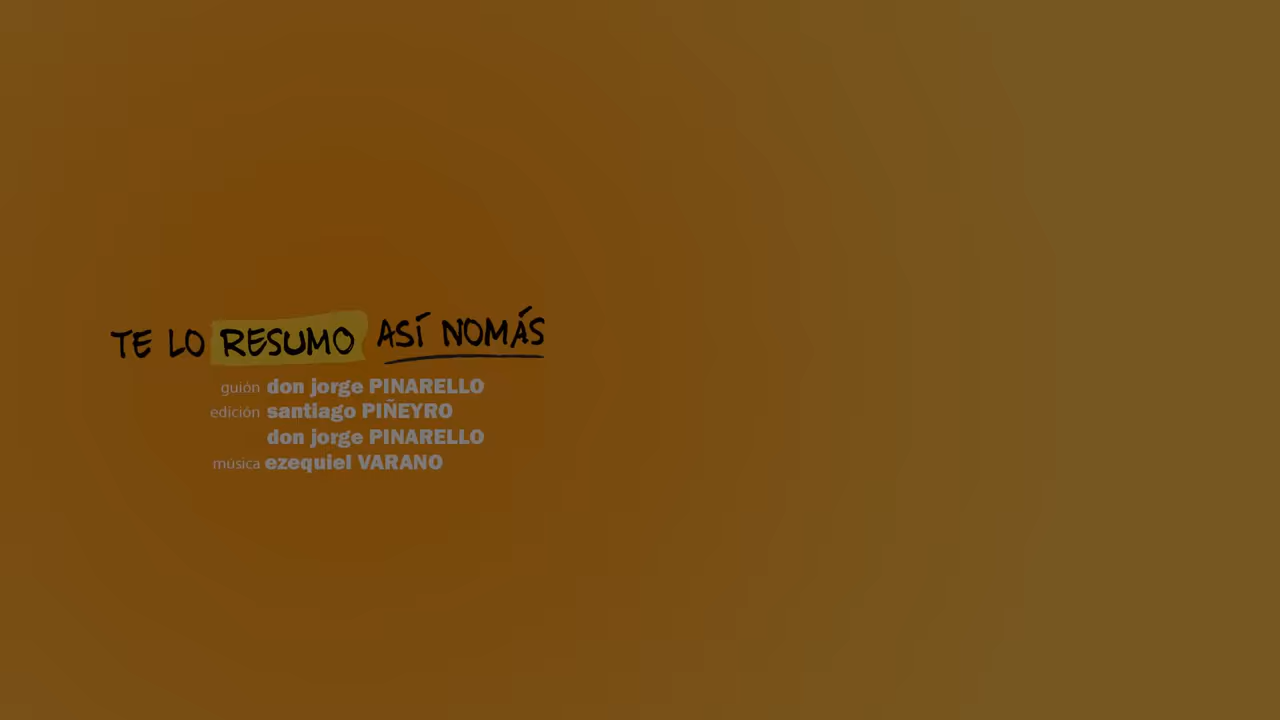 TE LO RESUMO ASÍ NOMÁS
guión don jorge PINARELLO
edición santiago PIÑEYRO
don jorge PINARELLO
música ezequiel VARANO